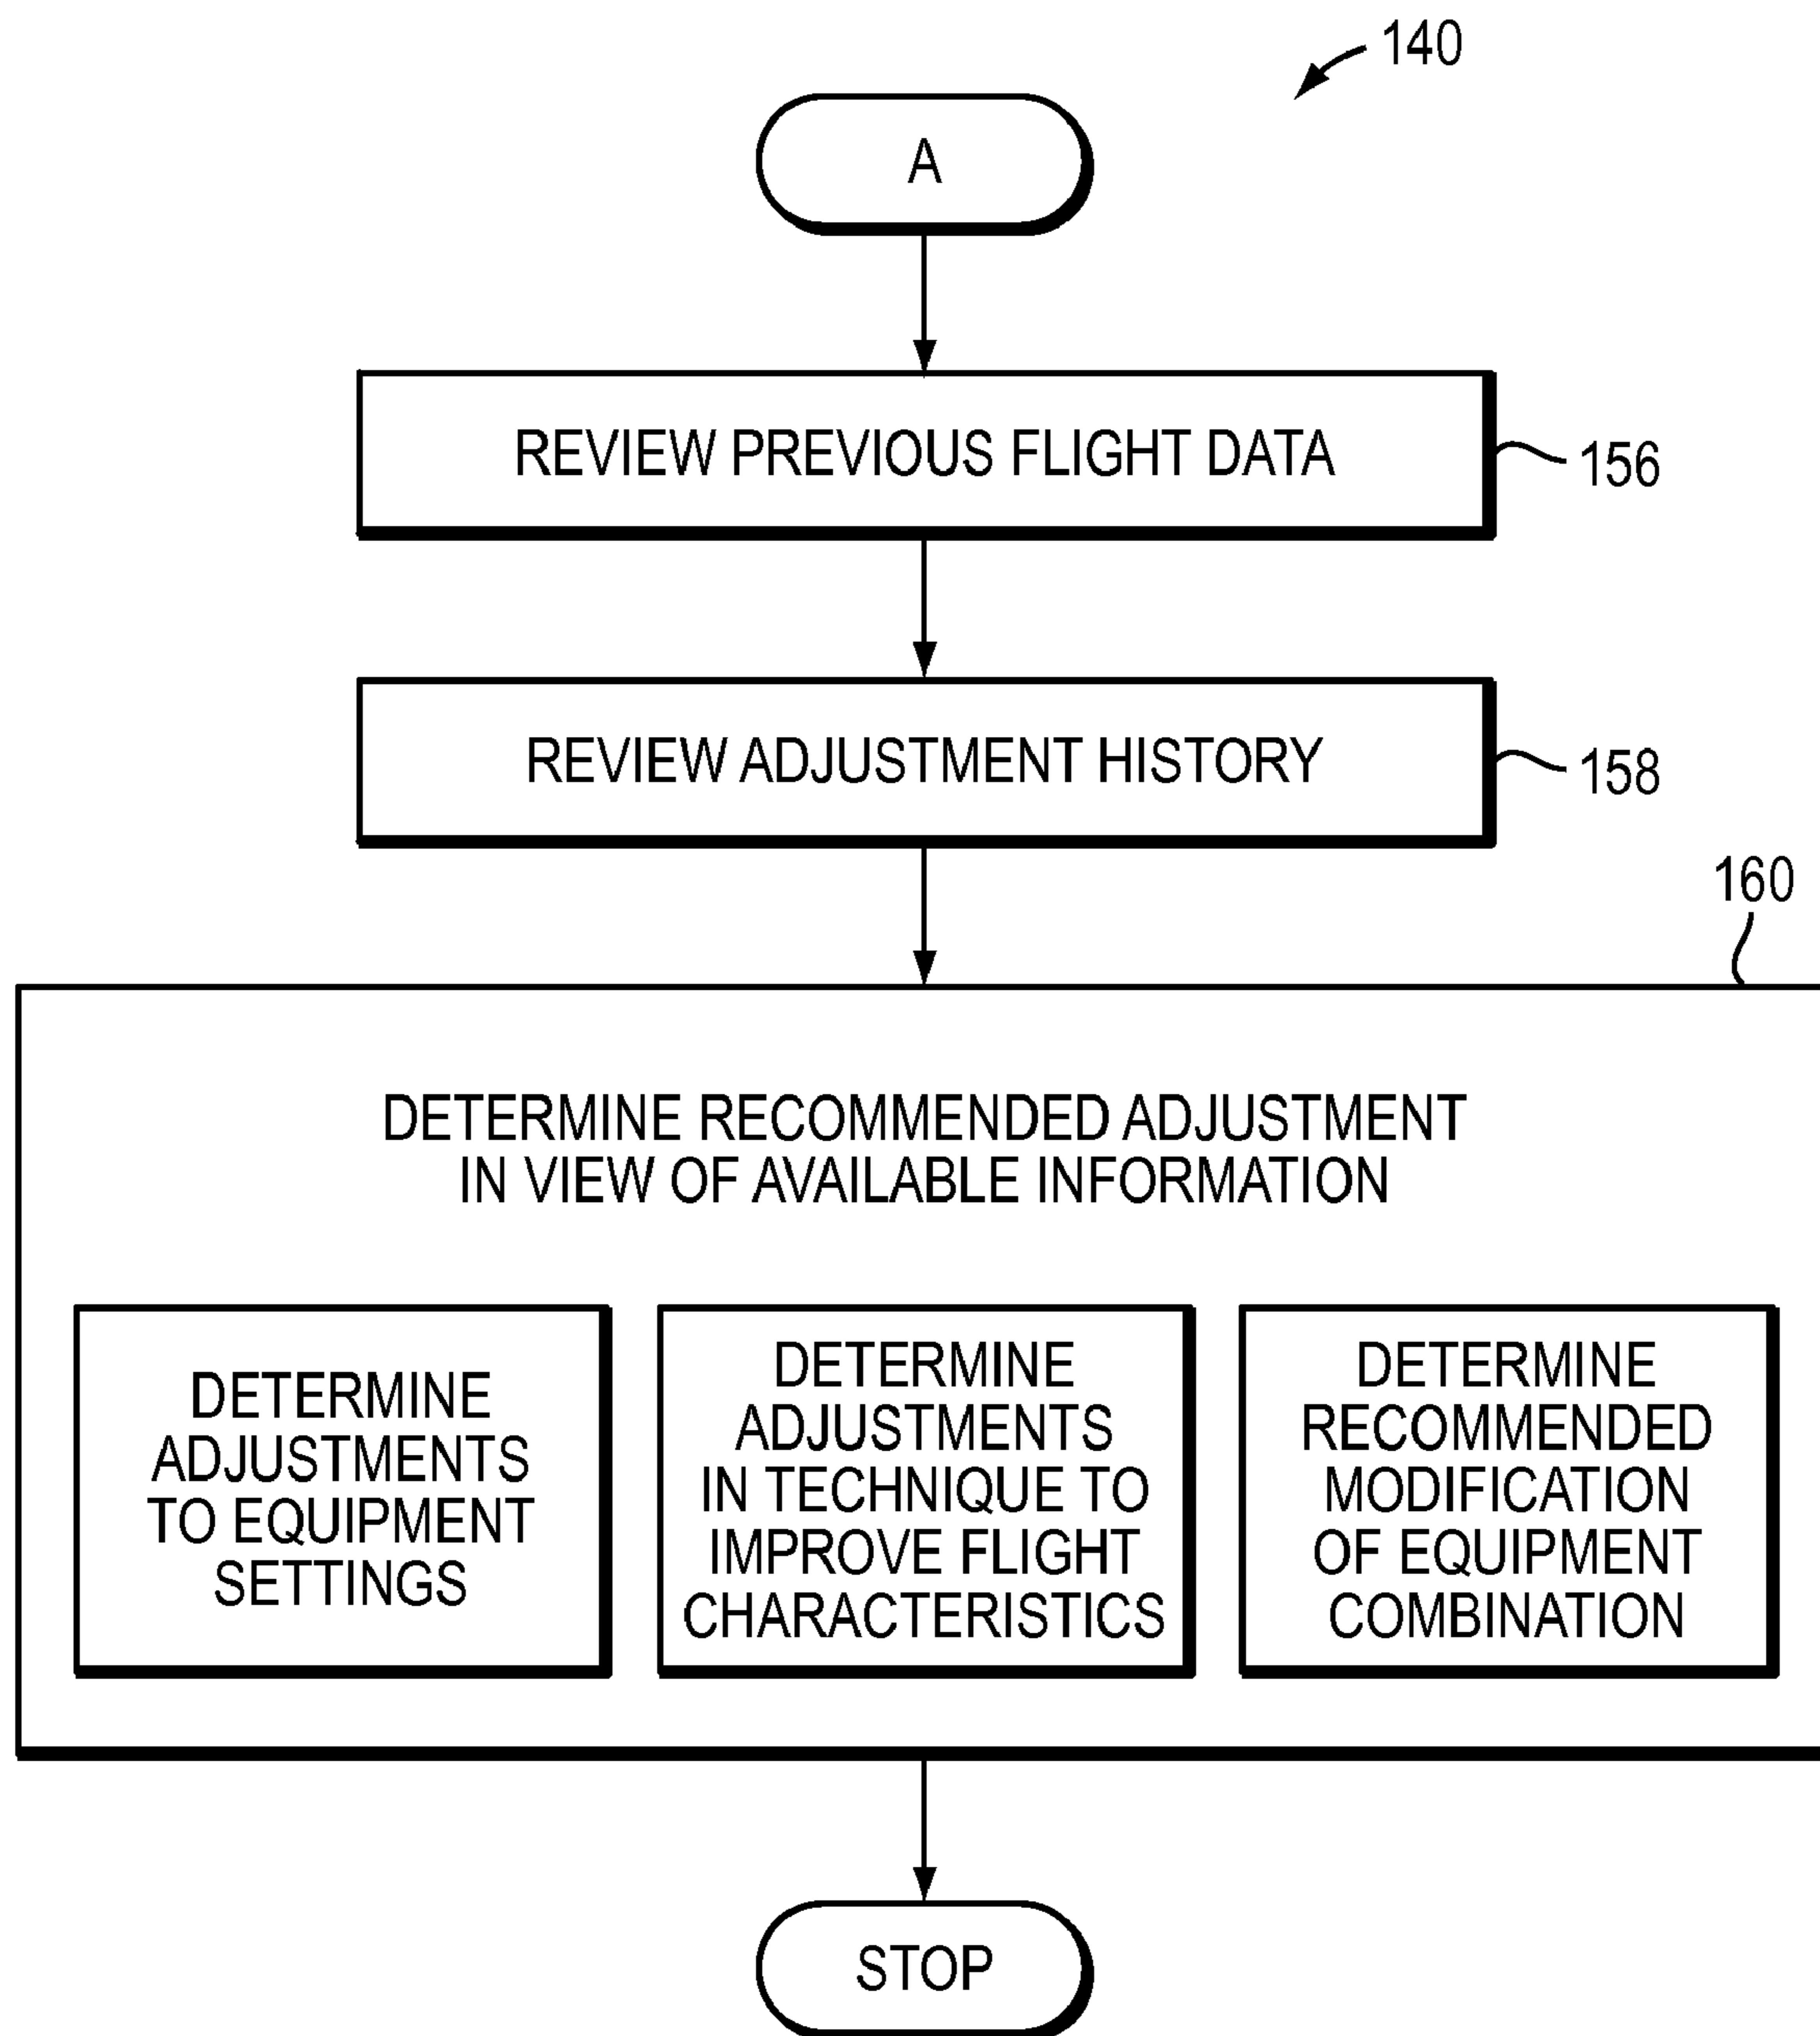 140
A
REVIEW PREVIOUS FLIGHT DATA
156
REVIEW ADJUSTMENT HISTORY
158
160
DETERMINE RECOMMENDED ADJUSTMENT
IN VIEW OF AVAILABLE INFORMATION
DETERMINE
ADJUSTMENTS
TO EQUIPMENT
SETTINGS
DETERMINE
ADJUSTMENTS
IN TECHNIQUE TO
IMPROVE FLIGHT
CHARACTERISTICS
DETERMINE
RECOMMENDED
MODIFICATION
OF EQUIPMENT
COMBINATION
STOP